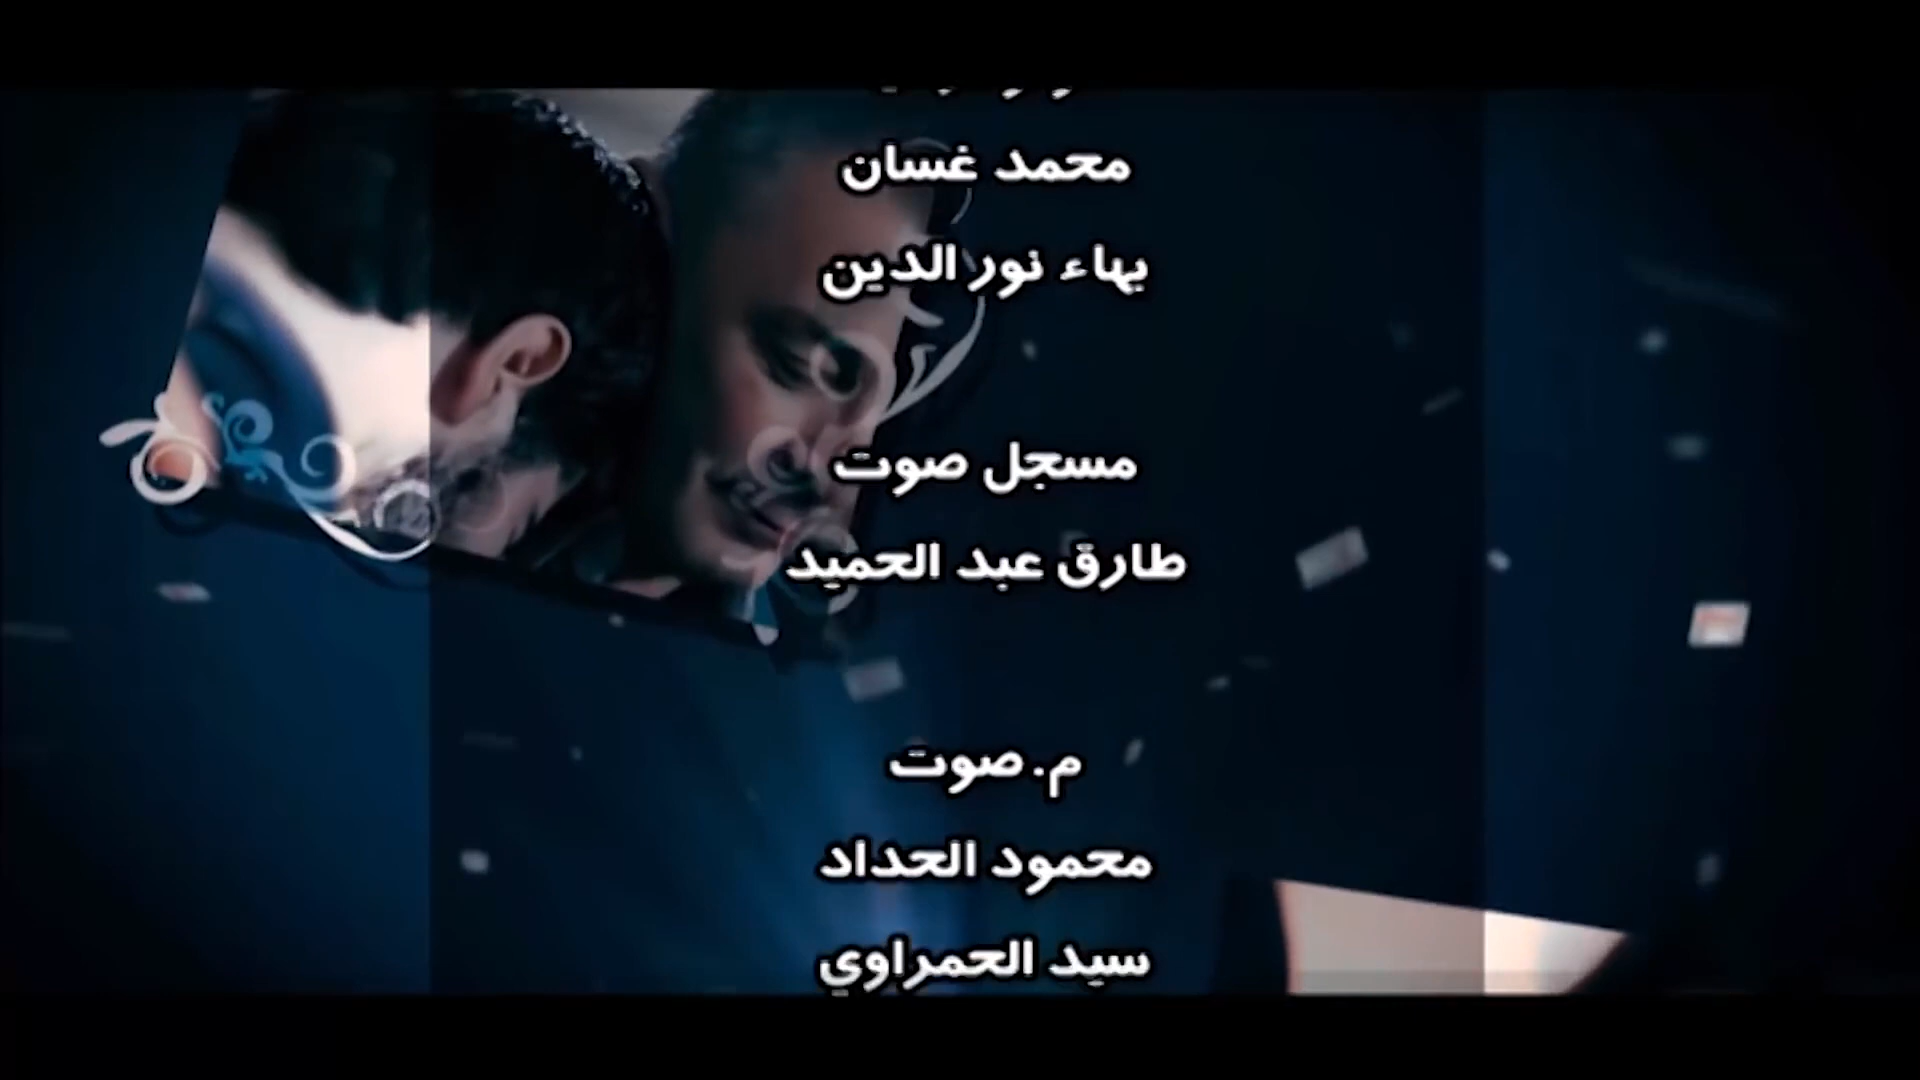 محمد غسان
بهاء نور الدين
مسجل صوت
طارق عبد الحميد
م. صوت
محمود الحداد
سيد الحمراوي